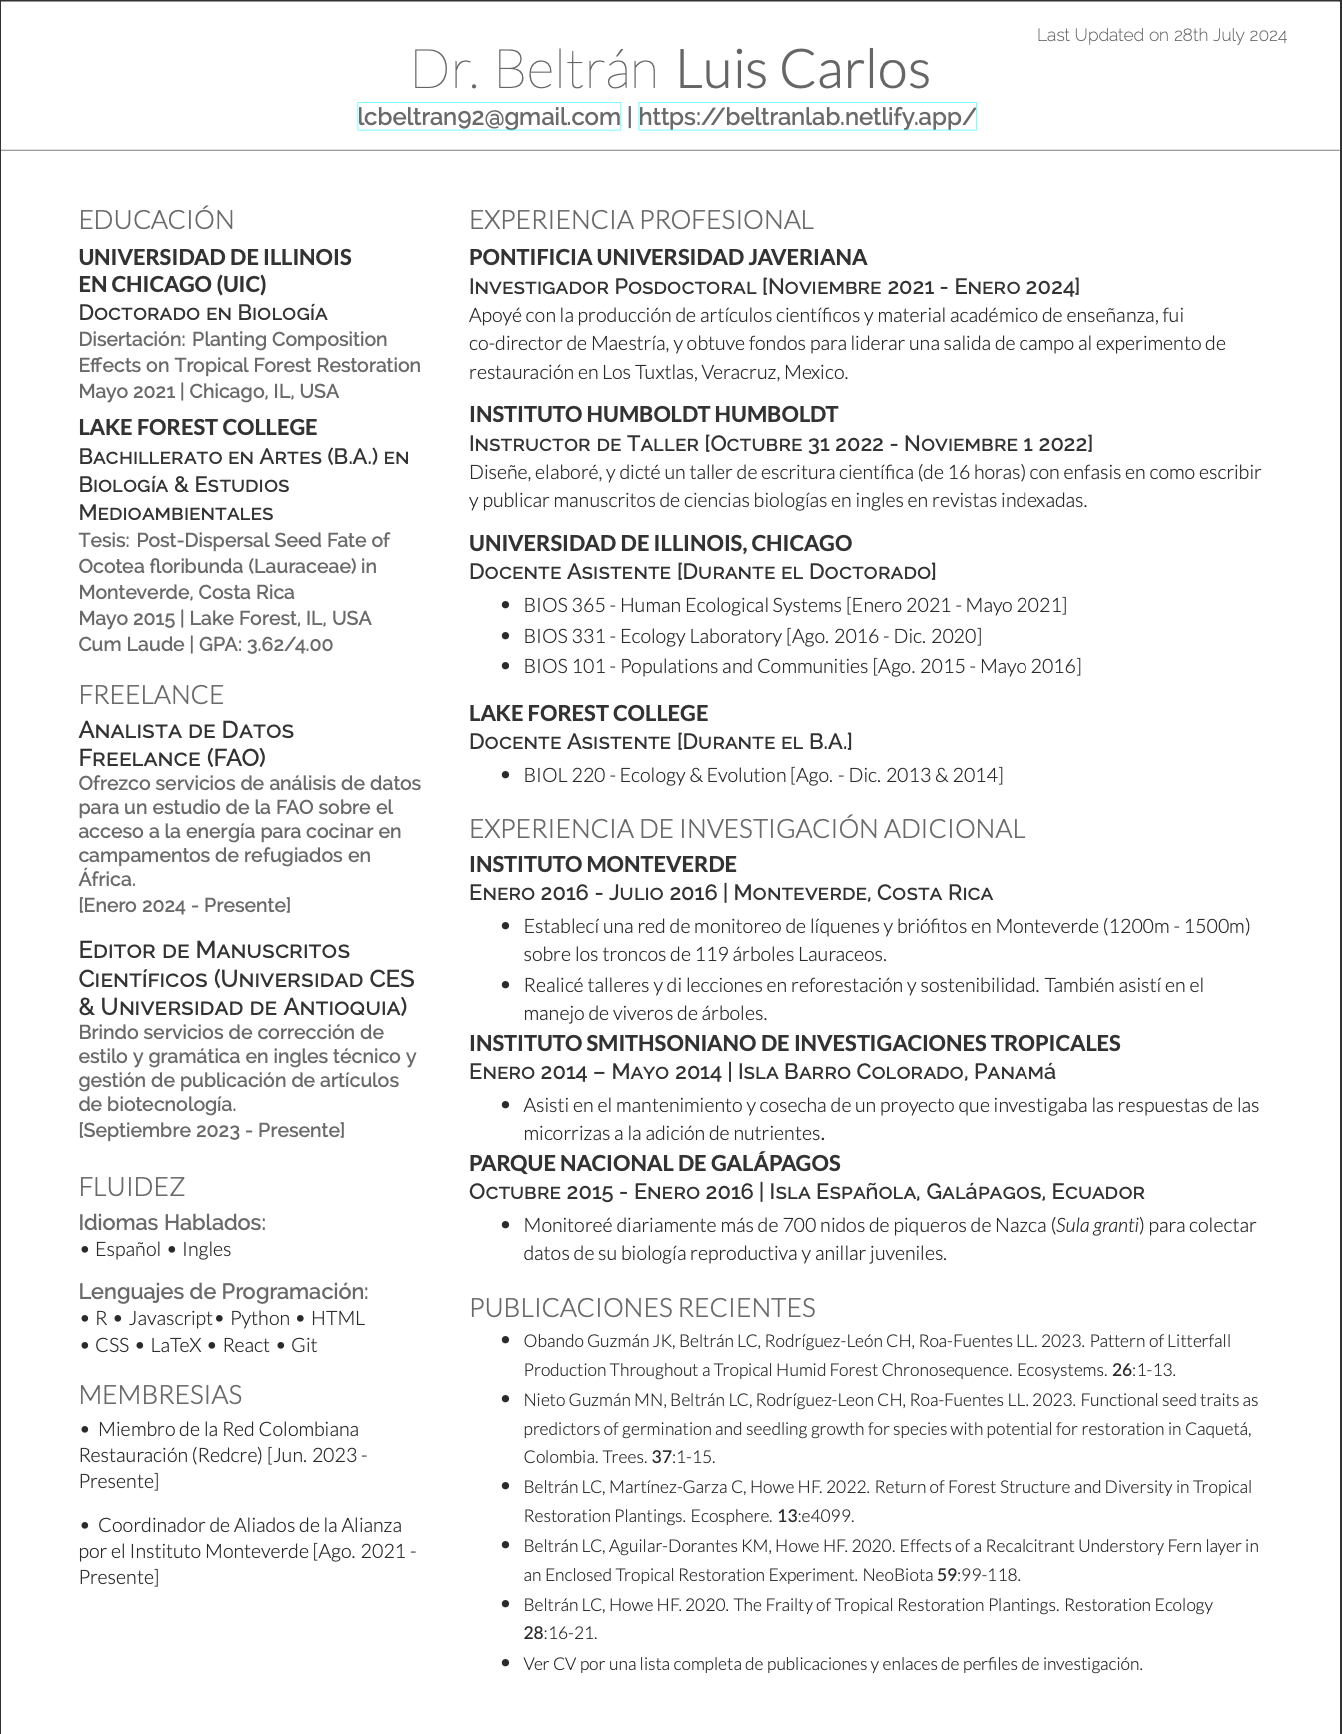 Last Updated on 28th July 2024
Dr. Beltrán Luis Carlos
lcbeltran92@gmail.com | https://beltranlab.netlify.app/
EDUCACIÓN
UNIVERSIDAD DE ILLINOIS
EN CHICAGO (UIC)
Doctorado en Biología
Disertación: Planting Composition
Effects on Tropical Forest Restoration
Mayo 2021 | Chicago, IL, USA
LAKE FOREST COLLEGE
Bachillerato en Artes (B.A.) en
Biología & Estudios
Medioambientales
Tesis: Post-Dispersal Seed Fate of
Ocotea floribunda (Lauraceae) in
Monteverde, Costa Rica
Mayo 2015 | Lake Forest, IL, USA
Cum Laude | GPA: 3.62/4.00
FREELANCE
Analista de Datos
Freelance (FAO)
Ofrezco servicios de análisis de datos
para un estudio de la FAO sobre el
acceso a la energía para cocinar en
campamentos de refugiados en
África.
[Enero 2024 - Presente]
Editor de Manuscritos
Científicos (Universidad CES
& Universidad de Antioquia)
Brindo servicios de corrección de
estilo y gramática en ingles técnico y
gestión de publicación de artículos
de biotecnología.
[Septiembre 2023 - Presente]
FLUIDEZ
Idiomas Hablados:
• Español • Ingles
Lenguajes de Programación:
• R • Javascript• Python • HTML
• CSS • LaTeX • React • Git
MEMBRESIAS
• Miembro de la Red Colombiana
Restauración (Redcre) [Jun. 2023 -
Presente]
• Coordinador de Aliados de la Alianza
por el Instituto Monteverde [Ago. 2021 -
Presente]
EXPERIENCIA PROFESIONAL
PONTIFICIA UNIVERSIDAD JAVERIANA
Investigador Posdoctoral [Noviembre 2021 - Enero 2024]
Apoyé con la producción de artículos científicos y material académico de enseñanza, fui
co-director de Maestría, y obtuve fondos para liderar una salida de campo al experimento de
restauración en Los Tuxtlas, Veracruz, Mexico.
INSTITUTO HUMBOLDT HUMBOLDT
Instructor de Taller [Octubre 31 2022 - Noviembre 1 2022]
Diseñe, elaboré, y dicté un taller de escritura científica (de 16 horas) con enfasis en como escribir
y publicar manuscritos de ciencias biologías en ingles en revistas indexadas.
UNIVERSIDAD DE ILLINOIS, CHICAGO
Docente Asistente [Durante el Doctorado]
• BIOS 365 - Human Ecological Systems [Enero 2021 - Mayo 2021]
• BIOS 331 - Ecology Laboratory [Ago. 2016 - Dic. 2020]
• BIOS 101 - Populations and Communities [Ago. 2015 - Mayo 2016]
LAKE FOREST COLLEGE
Docente Asistente [Durante el B.A.]
• BIOL 220 - Ecology & Evolution [Ago. - Dic. 2013 & 2014]
EXPERIENCIA DE INVESTIGACIÓN ADICIONAL
INSTITUTO MONTEVERDE
Enero 2016 - Julio 2016 | Monteverde, Costa Rica
• Establecí una red de monitoreo de líquenes y briófitos en Monteverde (1200m - 1500m)
sobre los troncos de 119 árboles Lauraceos.
• Realicé talleres y di lecciones en reforestación y sostenibilidad. También asistí en el
manejo de viveros de árboles.
INSTITUTO SMITHSONIANO DE INVESTIGACIONES TROPICALES
Enero 2014 – Mayo 2014 | Isla Barro Colorado, Panamá
• Asisti en el mantenimiento y cosecha de un proyecto que investigaba las respuestas de las
micorrizas a la adición de nutrientes.
PARQUE NACIONAL DE GALÁPAGOS
Octubre 2015 - Enero 2016 | Isla Española, Galápagos, Ecuador
• Monitoreé diariamente más de 700 nidos de piqueros de Nazca (Sula granti) para colectar
datos de su biología reproductiva y anillar juveniles.
PUBLICACIONES RECIENTES
• Obando Guzmán JK, Beltrán LC, Rodríguez-León CH, Roa-Fuentes LL. 2023. Pattern of Litterfall
Production Throughout a Tropical Humid Forest Chronosequence. Ecosystems. 26:1-13.
• Nieto Guzmán MN, Beltrán LC, Rodríguez-Leon CH, Roa-Fuentes LL. 2023. Functional seed traits as
predictors of germination and seedling growth for species with potential for restoration in Caquetá,
Colombia. Trees. 37:1-15.
• Beltrán LC, Martínez-Garza C, Howe HF. 2022. Return of Forest Structure and Diversity in Tropical
Restoration Plantings. Ecosphere. 13:e4099.
• Beltrán LC, Aguilar-Dorantes KM, Howe HF. 2020. Effects of a Recalcitrant Understory Fern layer in
an Enclosed Tropical Restoration Experiment. NeoBiota 59:99-118.
• Beltrán LC, Howe HF. 2020. The Frailty of Tropical Restoration Plantings. Restoration Ecology
28:16-21.
• Ver CV por una lista completa de publicaciones y enlaces de perfiles de investigación.